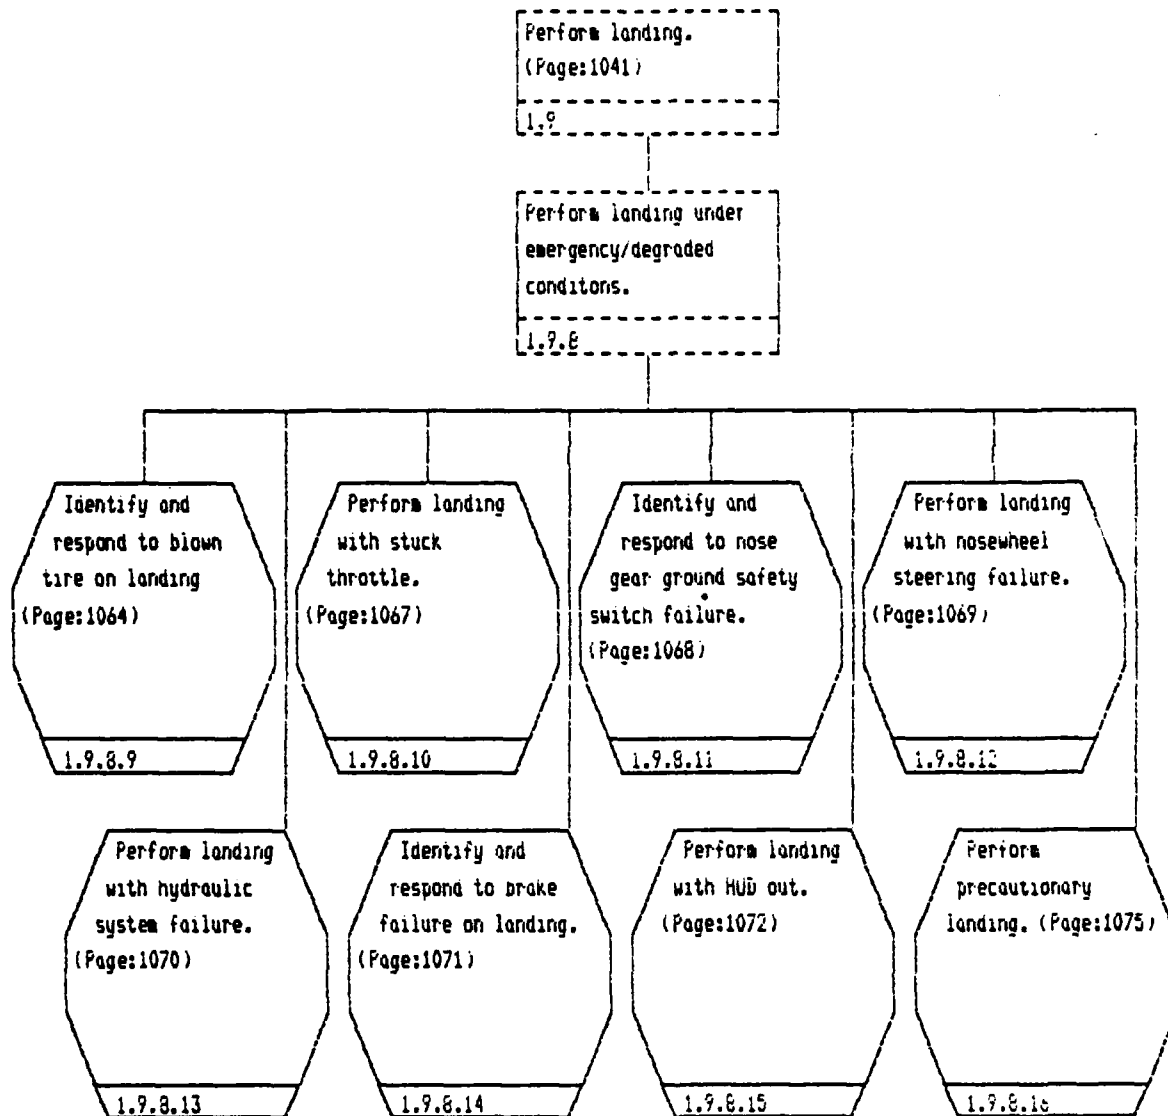 Perform landing.
(Page:1041)
1.9
Perform landing under
emergency/degraded
conditons.
1.9.8
Identify and
respond to blown
tire on landing
(Page:1064)
1.9.8.9
Perform landing
with stuck
throttle.
(Page:1067)
1.9.8.10
Identify and
respond to nose
gear ground safety
switch failure.
(Page:1068)
1.9.8.11
Perform landing
with nosewheel
steering failure.
(Page:1069)
1.9.8.12
Perform landing
with hydraulic
system failure.
(Page:1070)
1.9.8.13
Identify and
respond to brake
failure on landing.
(Page:1071)
1.9.8.14
Perform landing
with HUD out.
(Page:1072)
1.9.8.15
Perform
precautionary
landing. (Page:1075)
1.9.8.16